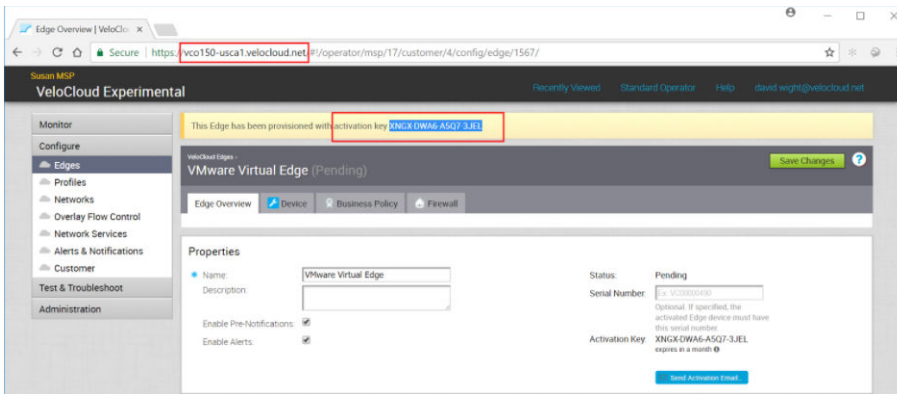 Edge Overview | VeloClo
Secure https://vco150-usca1.velocloud.net/#!/operator/msp/17/customer/4/config/edge/1567/
Susan MSP
VeloCloud Experimental
Recently Viewed Standard Operator Help david.wight@velocloud.net
Monitor
This Edge has been provisioned with activation key XNGX-DWA6-A5Q7-3JEL
Configure
Edges
VeloCloud Edges
VMware Virtual Edge (Pending)
Save Changes ?
Profiles
Networks
Edge Overview Device Business Policy Firewall
Overlay Flow Control
Network Services
Alerts & Notifications
Properties
Customer
Name: VMware Virtual Edge
Status: Pending
Test & Troubleshoot
Description:
Serial Number: Ex. VC00000490
Administration
Optional. If specified, the
activated Edge device must have
this serial number.
Enable Pre-Notifications:
Enable Alerts:
Activation Key XNGX-DWA6-A5Q7-3JEL
expires in a month
Send Activation Email...